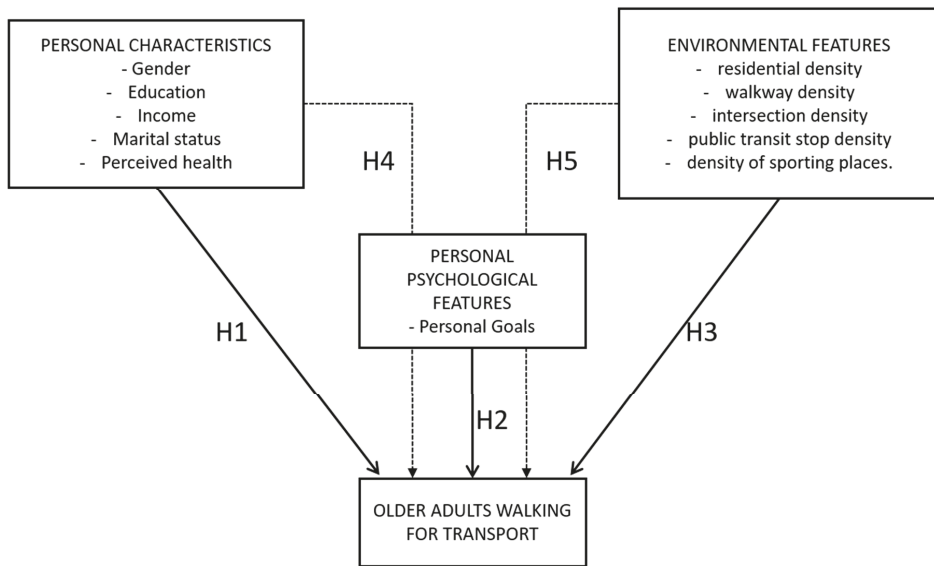 PERSONAL CHARACTERISTICS
- Gender
- Education
- Income
- Marital status
- Perceived health
ENVIRONMENTAL FEATURES
- residential density
- walkway density
- intersection density
- public transit stop density
- density of sporting places.
H4
H5
PERSONAL
PSYCHOLOGICAL
FEATURES
- Personal Goals
H1
H3
H2
OLDER ADULTS WALKING
FOR TRANSPORT